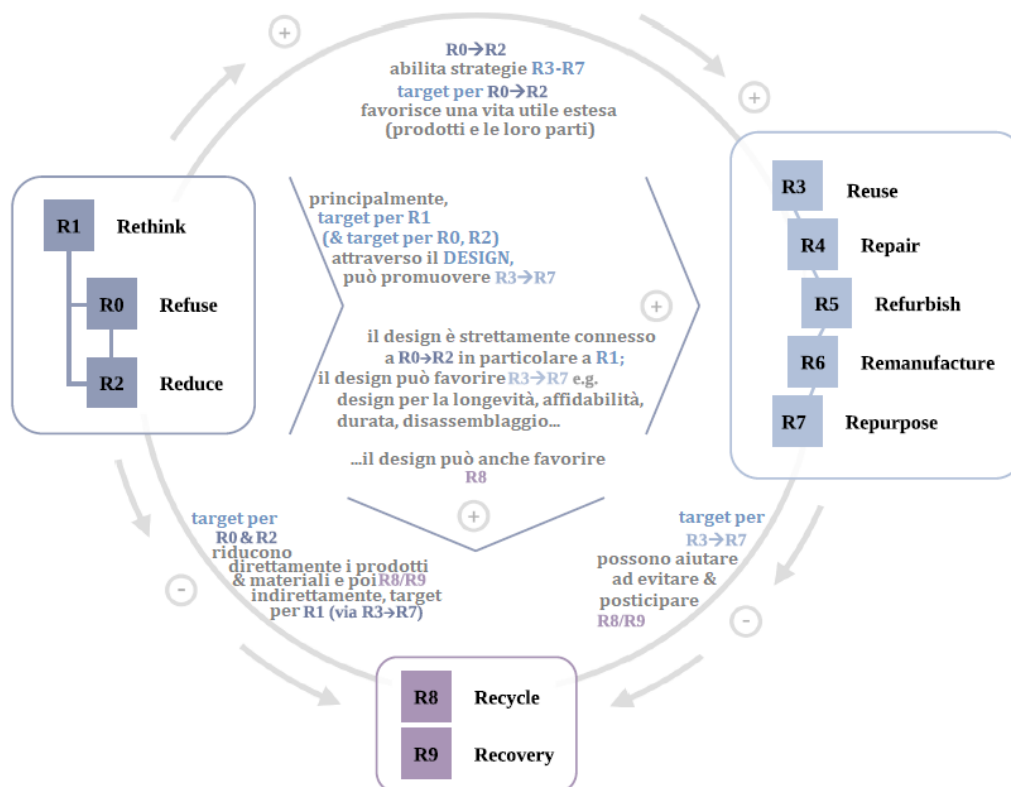 +
R0→R2
abilita strategie R3-R7
target per R0→R2
favorisce una vita utile estesa
(prodotti e le loro parti)
+
R1 Rethink
R0 Refuse
R2 Reduce
principalmente,
target per R1
(& target per R0, R2)
attraverso il DESIGN,
può promuovere R3→R7
+
il design è strettamente connesso
a R0→R2 in particolare a R1;
il design può favorire R3→R7 e.g.
design per la longevità, affidabilità,
durata, disassemblaggio...
...il design può anche favorire
R8
+
R3 Reuse
R4 Repair
R5 Refurbish
R6 Remanufacture
R7 Repurpose
target per
R0 & R2
riducono
direttamente i prodotti
& materiali e poi R8/R9
indirettamente, target
per R1 (via R3→R7)
-
target per
R3→R7
possono aiutare
ad evitare &
posticipare
R8/R9
-
R8 Recycle
R9 Recovery